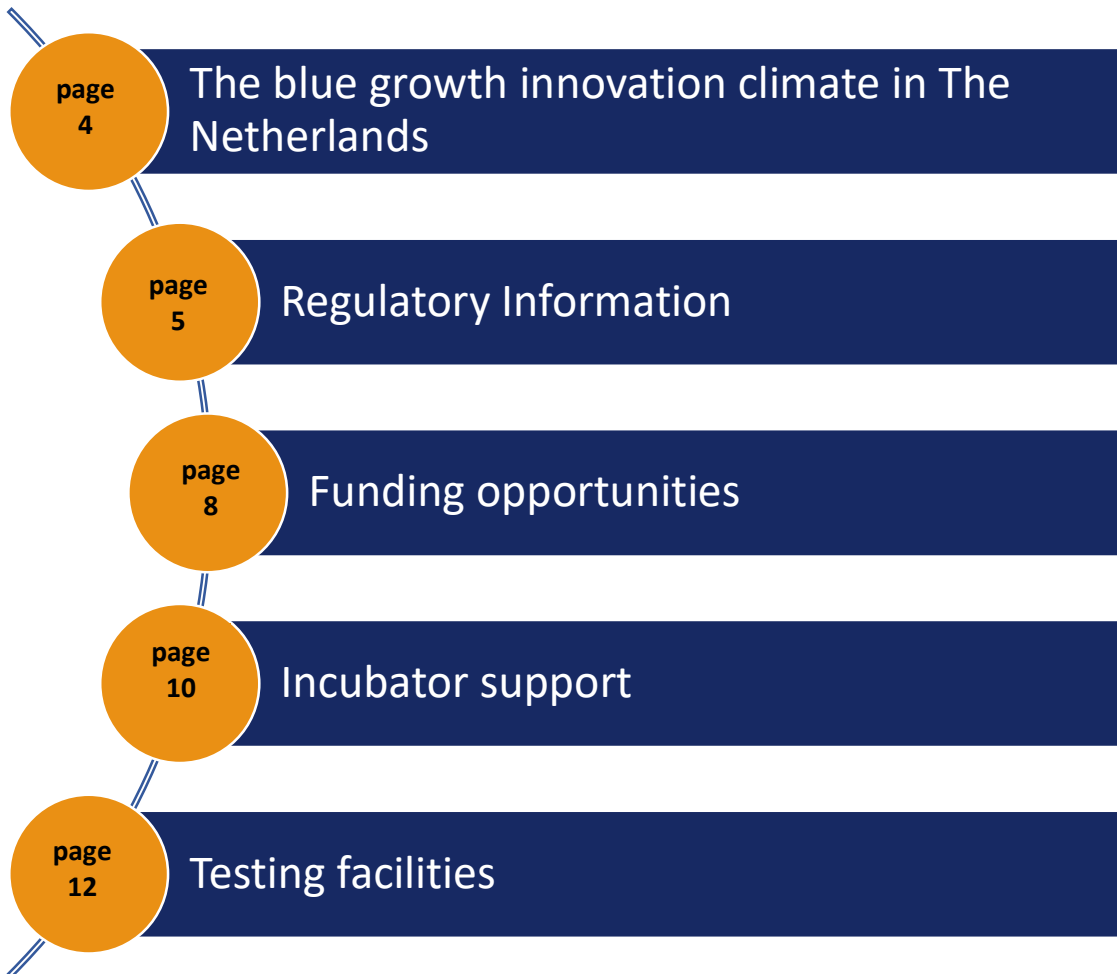 page
4
The blue growth innovation climate in The
Netherlands
page
5
Regulatory Information
page
8
Funding opportunities
page
10
Incubator support
page
12
Testing facilities